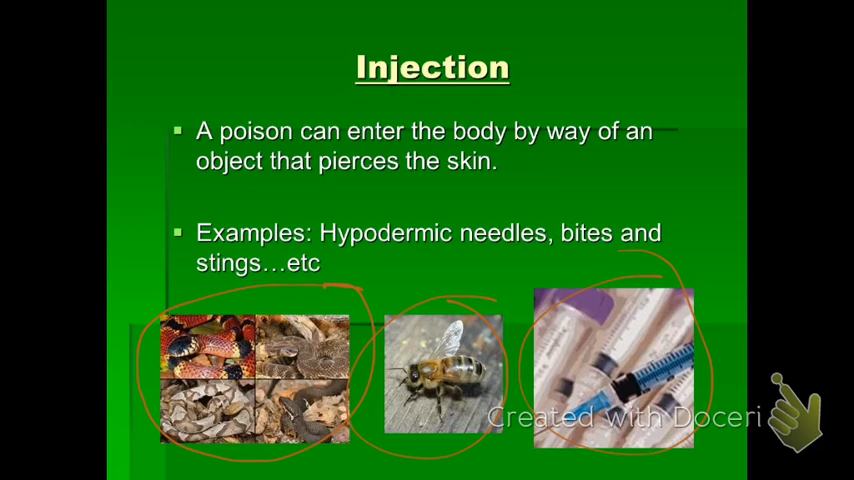 Injection
A poison can enter the body by way of an
object that pierces the skin.
Examples: Hypodermic needles, bites and
stings…etc
Created with Doceri